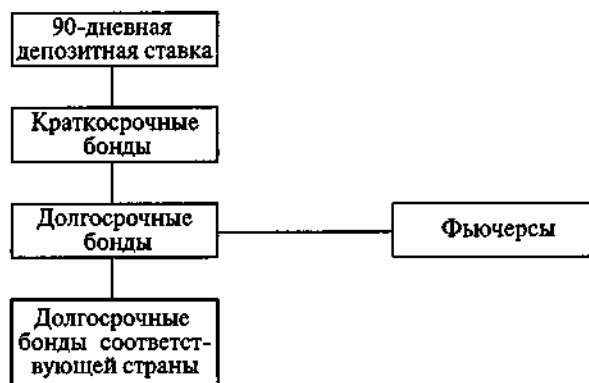 90-дневная
депозитная ставка
Краткосрочные
бонды
Долгосрочные
бонды
Фьючерсы
Долгосрочные
бонды соответст-
вующей страны